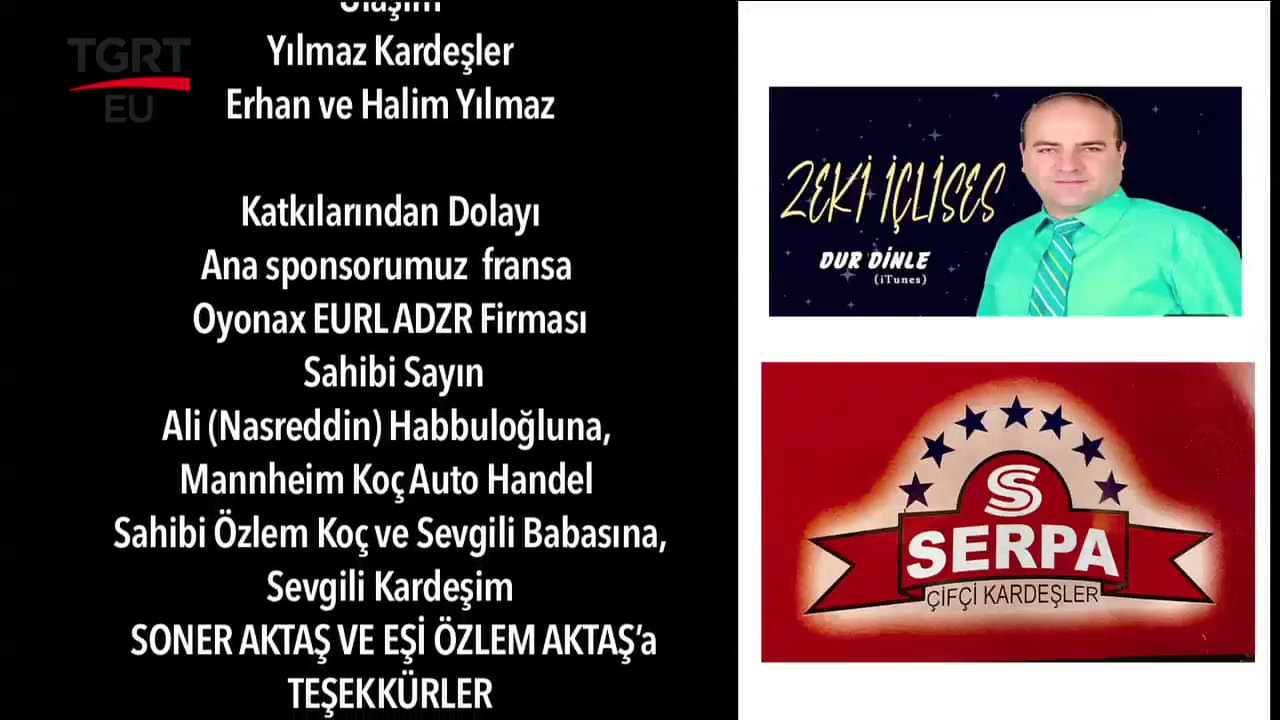 TGRT
EU
Ulaşım
Yılmaz Kardeşler
Erhan ve Halim Yılmaz
Katkılarından Dolayı
Ana sponsorumuz fransa
Oyonax EURL ADZR Firması
Sahibi Sayın
Ali (Nasreddin) Habbuloğluna,
Mannheim Koç Auto Handel
Sahibi Özlem Koç ve Sevgili Babasına,
Sevgili Kardeşim
SONER AKTAŞ VE EŞİ ÖZLEM AKTAŞ’a
TEŞEKKÜRLER
ZEKİ İÇLİSES
DUR DİNLE
(iTunes)
S
SERPA
ÇİFÇİ KARDEŞLER